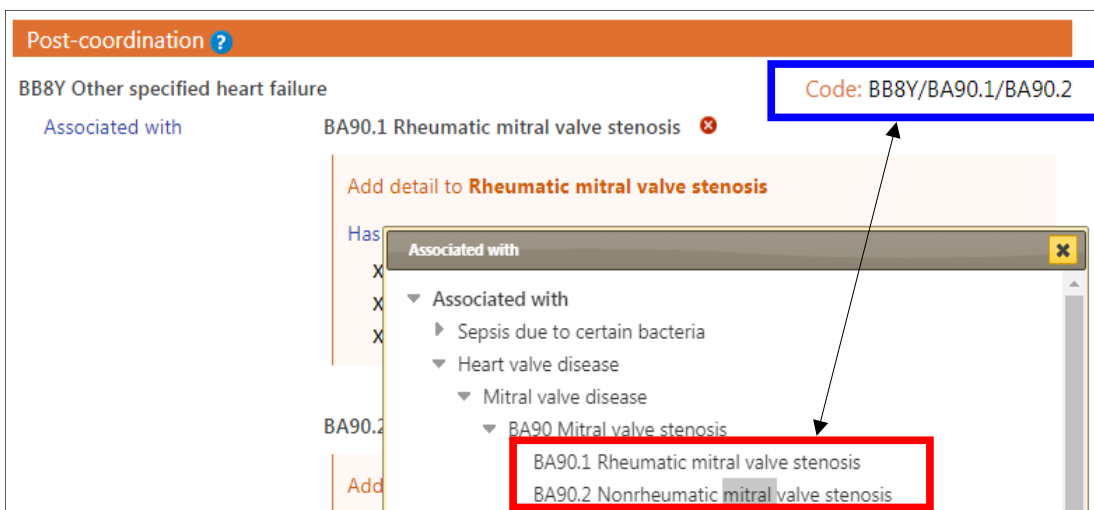 Post-coordination ?
BB8Y Other specified heart failure
Code: BB8Y/BA90.1/BA90.2
Associated with
BA90.1 Rheumatic mitral valve stenosis
Add detail to Rheumatic mitral valve stenosis
Has
Associated with
X
X
X
Associated with
Sepsis due to certain bacteria
Heart valve disease
Mitral valve disease
BA90.2
BA90 Mitral valve stenosis
BA90.1 Rheumatic mitral valve stenosis
Add
BA90.2 Nonrheumatic mitral valve stenosis